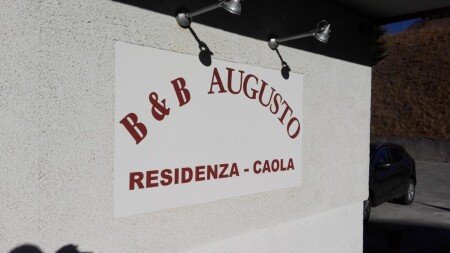 B & B AUGUSTO
RESIDENZA - CAOLA